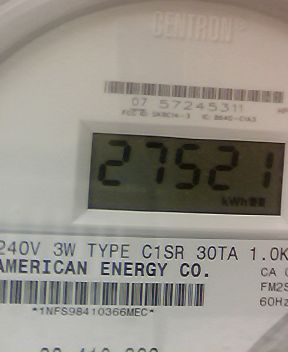 CENTRON®
07 57245311
27521
kWh
240V 3W TYPE C1SR 30TA 1.0K
AMERICAN ENERGY CO.
CA
FM2S
60Hz
*1NFS98410366MEC*